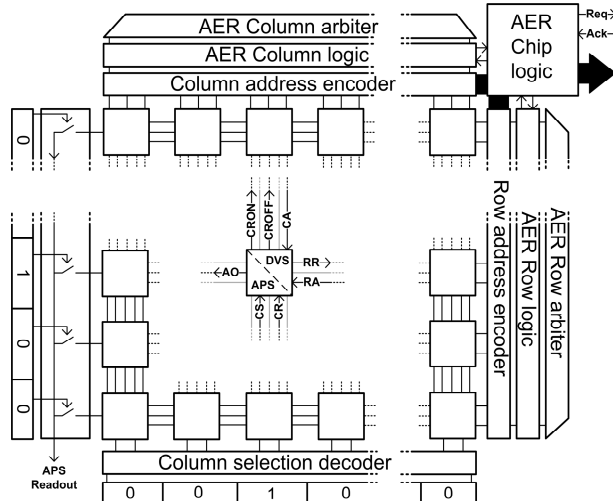 AER Column arbiter
AER Column logic
Column address encoder
AER
Chip
logic
Req
Ack
0
1
0
0
CRON
CROFF
CA
DVS
APS
RR
RA
AO
CS
CR
Row address encoder
AER Row logic
AER Row arbiter
APS
Readout
Column selection decoder
0 0 1 0 0